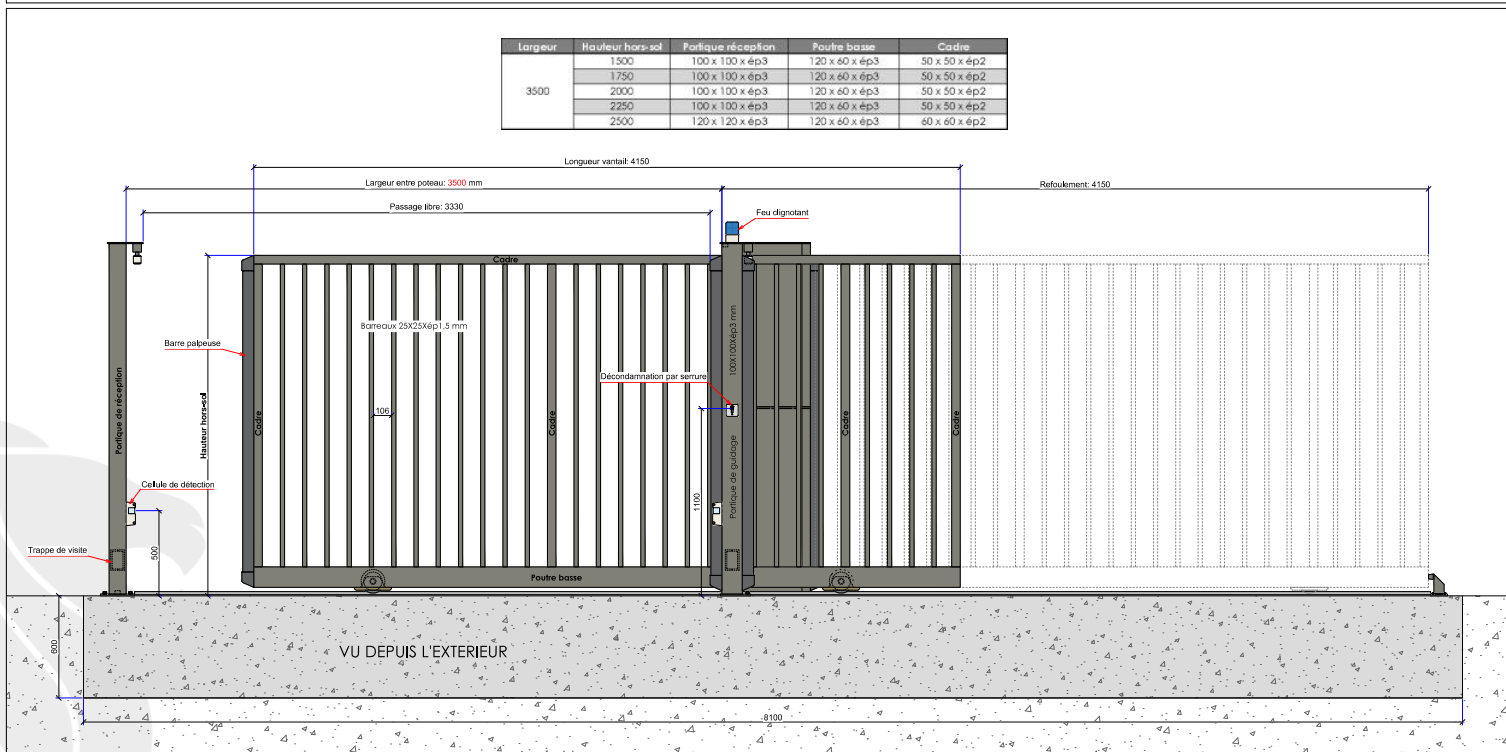 Largeur Hauteur hors-sol Portique réception Poutre basse Cadre
3500
1500 100 x 100 x ép3 120 x 60 x ép3 50 x 50 x ép2
1750 100 x 100 x ép3 120 x 60 x ép3 50 x 50 x ép2
2000 100 x 100 x ép3 120 x 60 x ép3 50 x 50 x ép2
2250 100 x 100 x ép3 120 x 60 x ép3 50 x 50 x ép2
2500 120 x 120 x ép3 120 x 60 x ép3 60 x 60 x ép2
Longueur vantail: 4150
Largeur entre poteau: 3500 mm
Refoulement: 4150
Passage libre: 3330
Feu clignotant
Cadre
Barreaux 25X25Xép1,5 mm
100X100Xép3 mm
Barre palpeuse
Décondamnation par serrure
Portique de réception
Hauteur hors-sol
Cadre
106
Cadre
Portique de guidage
Cadre
Cadre
Cellule de détection
1100
500
Trappe de visite
Poutre basse
600
VU DEPUIS L'EXTERIEUR
8100